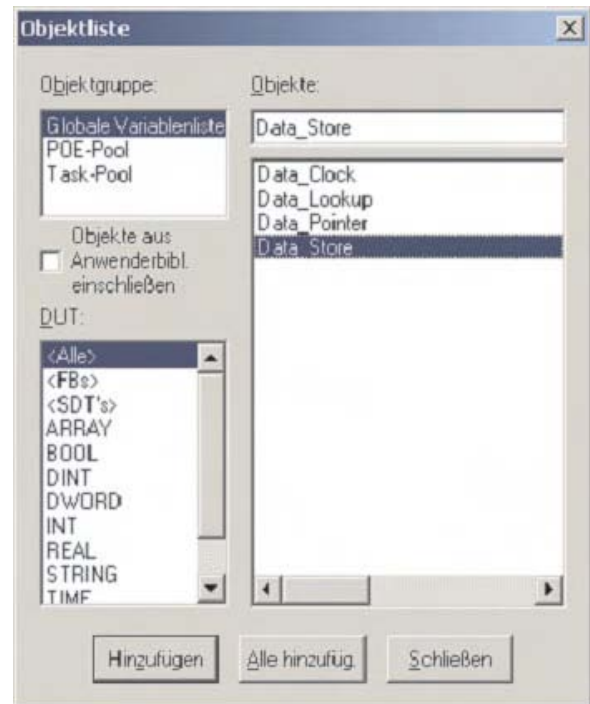 Objektliste
Objektgruppe:
Globale Variablenliste
POE-Pool
Task-Pool
Objekte aus
Anwenderbibl.
einschließen
DUT:
<Alle>
<FBs>
<SDT's>
ARRAY
BOOL
DINT
DWORD
INT
REAL
STRING
TIME
Objekte:
Data_Store
Data_Clock
Data_Lookup
Data_Pointer
Data_Store
Hinzufügen
Alle hinzufüg.
Schließen